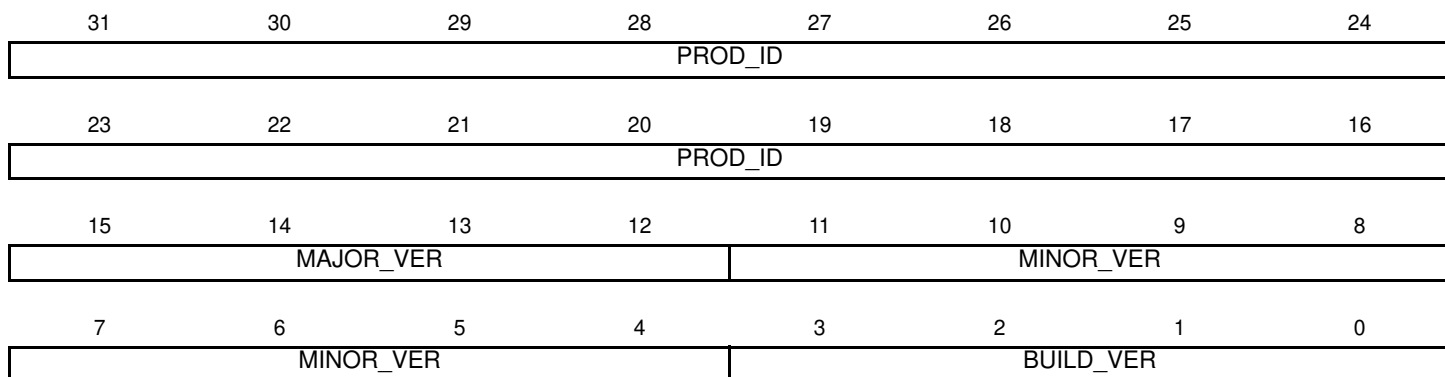 31 30 29 28 27 26 25 24
PROD_ID
23 22 21 20 19 18 17 16
PROD_ID
15 14 13 12 11 10 9 8
MAJOR_VER MINOR_VER
7 6 5 4 3 2 1 0
MINOR_VER BUILD_VER